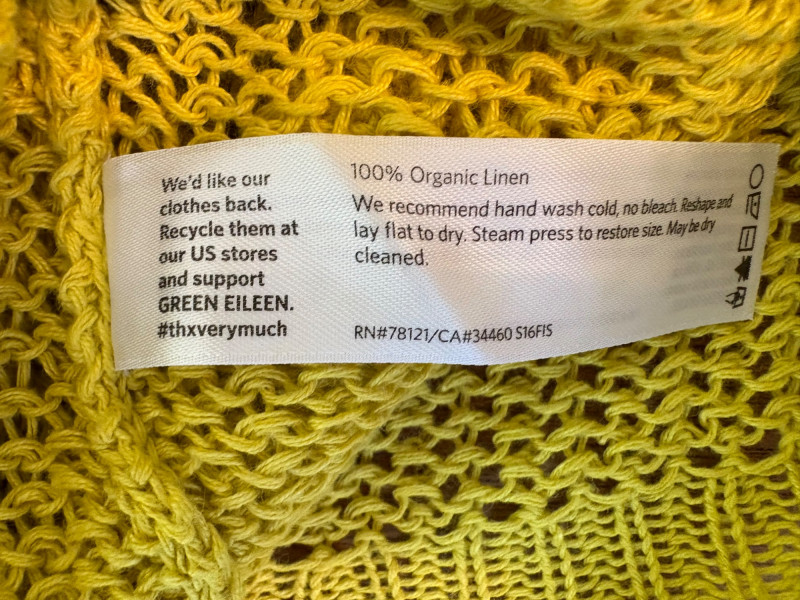 We'd like our
clothes back.
Recycle them at
our US stores
and support
GREEN EILEEN.
#thxverymuch
100% Organic Linen
We recommend hand wash cold, no bleach. Reshape and
lay flat to dry. Steam press to restore size. May be dry
cleaned.
RN#78121/CA#34460 S16FIS